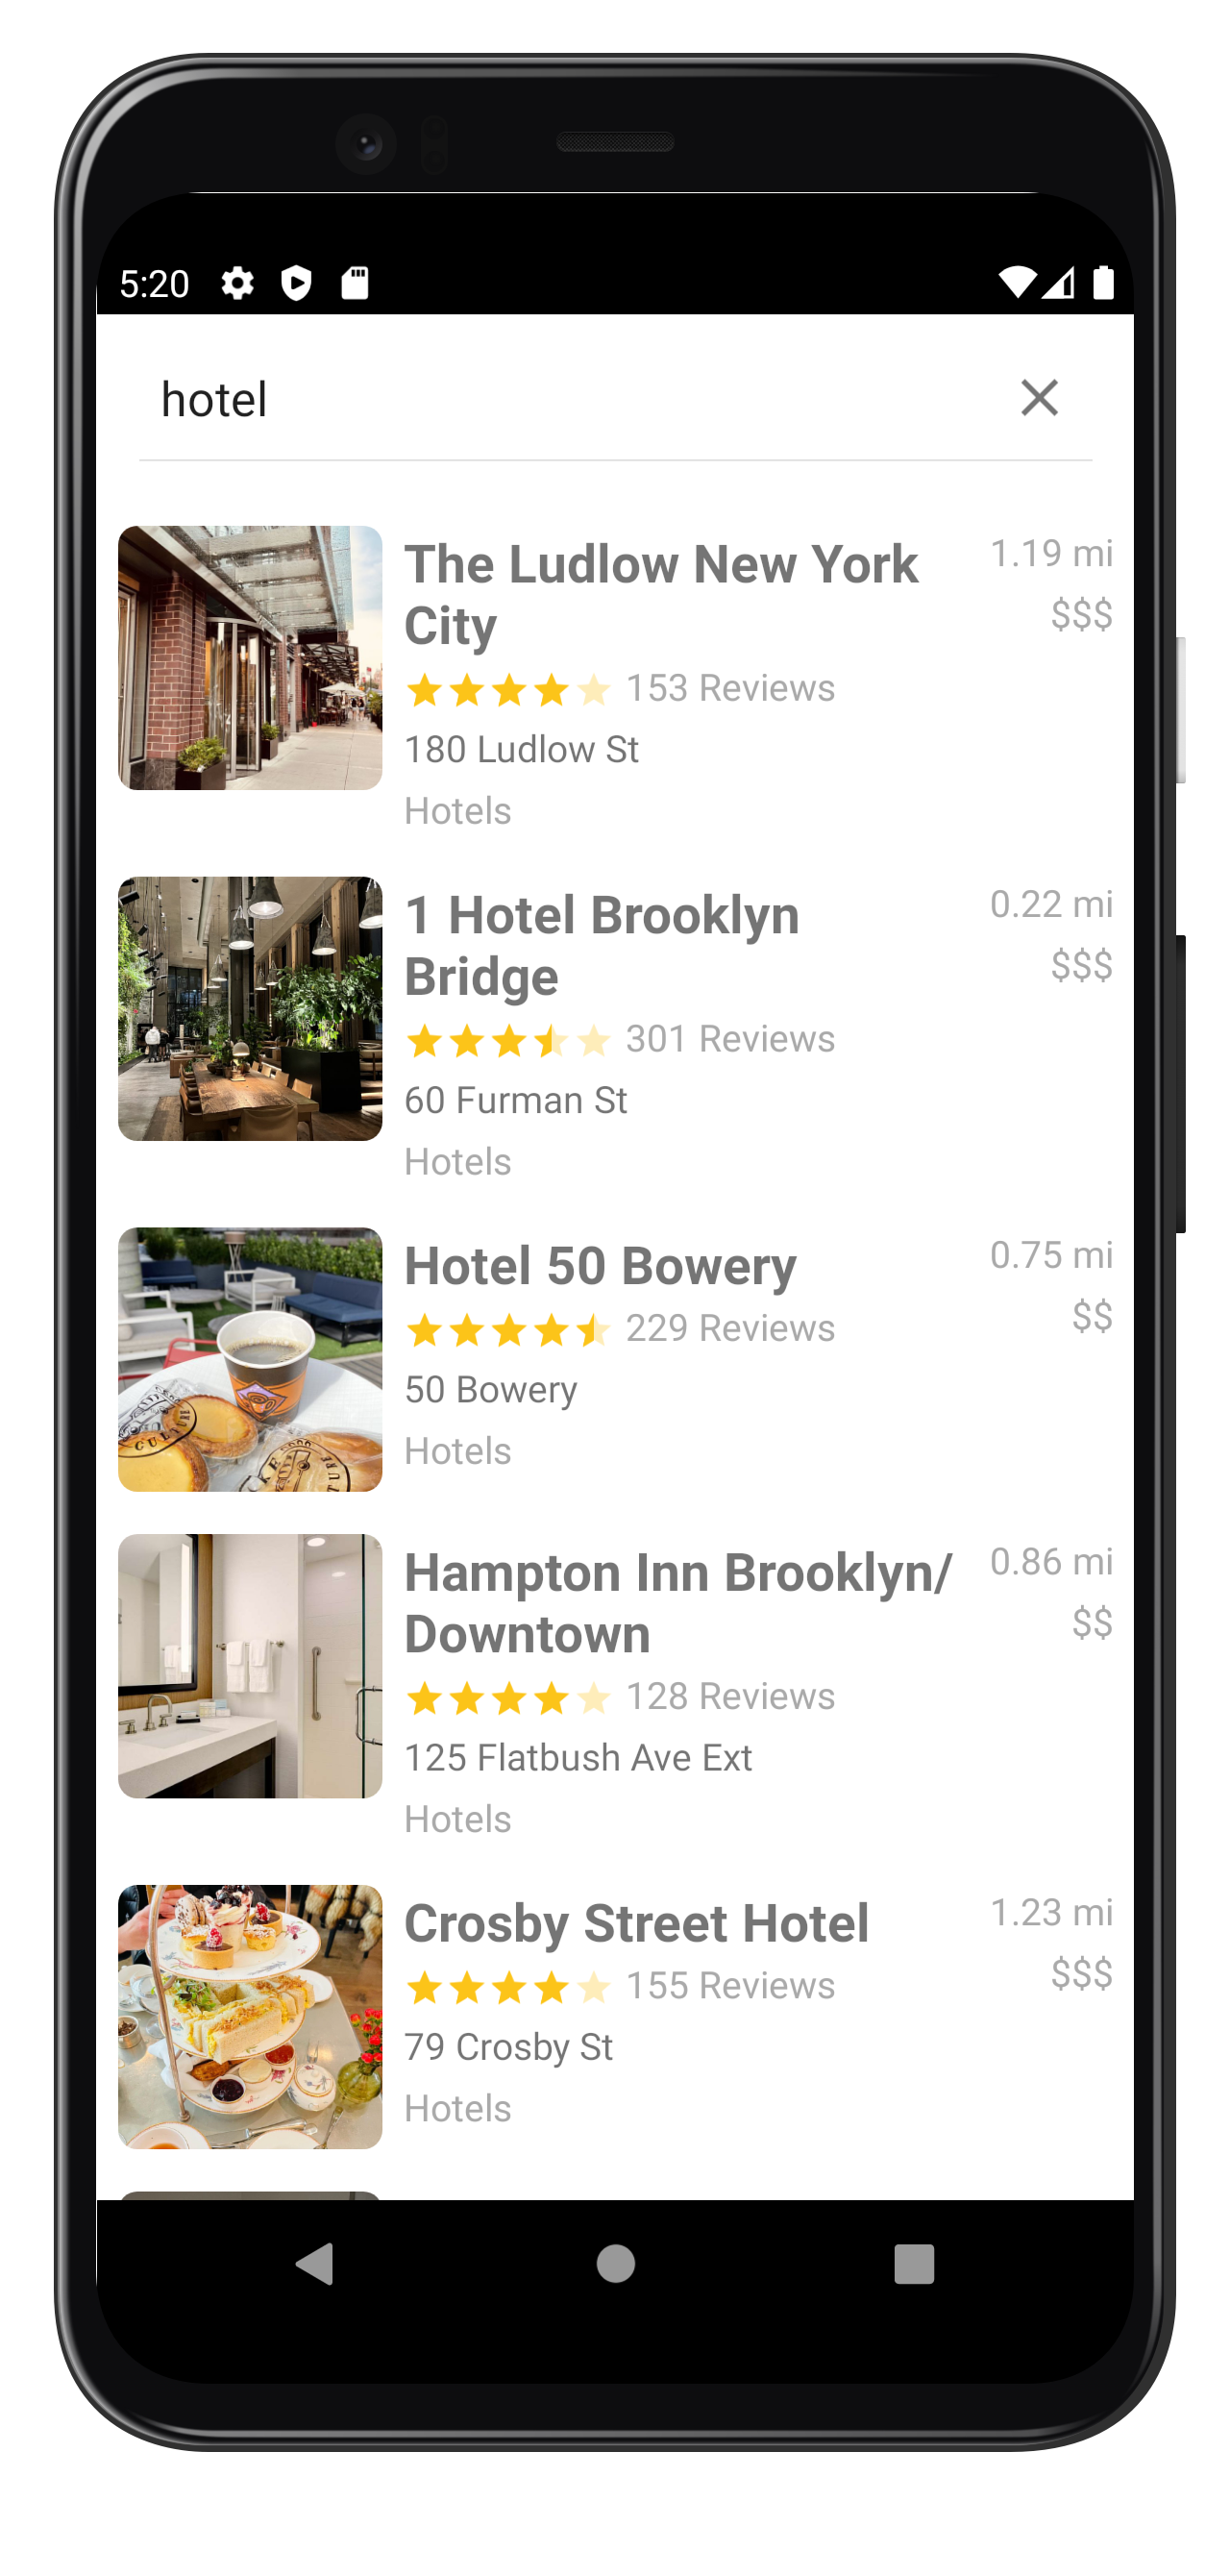 5:20
hotel
The Ludlow New York
City
1.19 mi
$$$
153 Reviews
180 Ludlow St
Hotels
1 Hotel Brooklyn
Bridge
0.22 mi
$$$
301 Reviews
60 Furman St
Hotels
Hotel 50 Bowery
0.75 mi
$$
229 Reviews
50 Bowery
Hotels
Hampton Inn Brooklyn/
Downtown
0.86 mi
$$
128 Reviews
125 Flatbush Ave Ext
Hotels
Crosby Street Hotel
1.23 mi
$$$
155 Reviews
79 Crosby St
Hotels